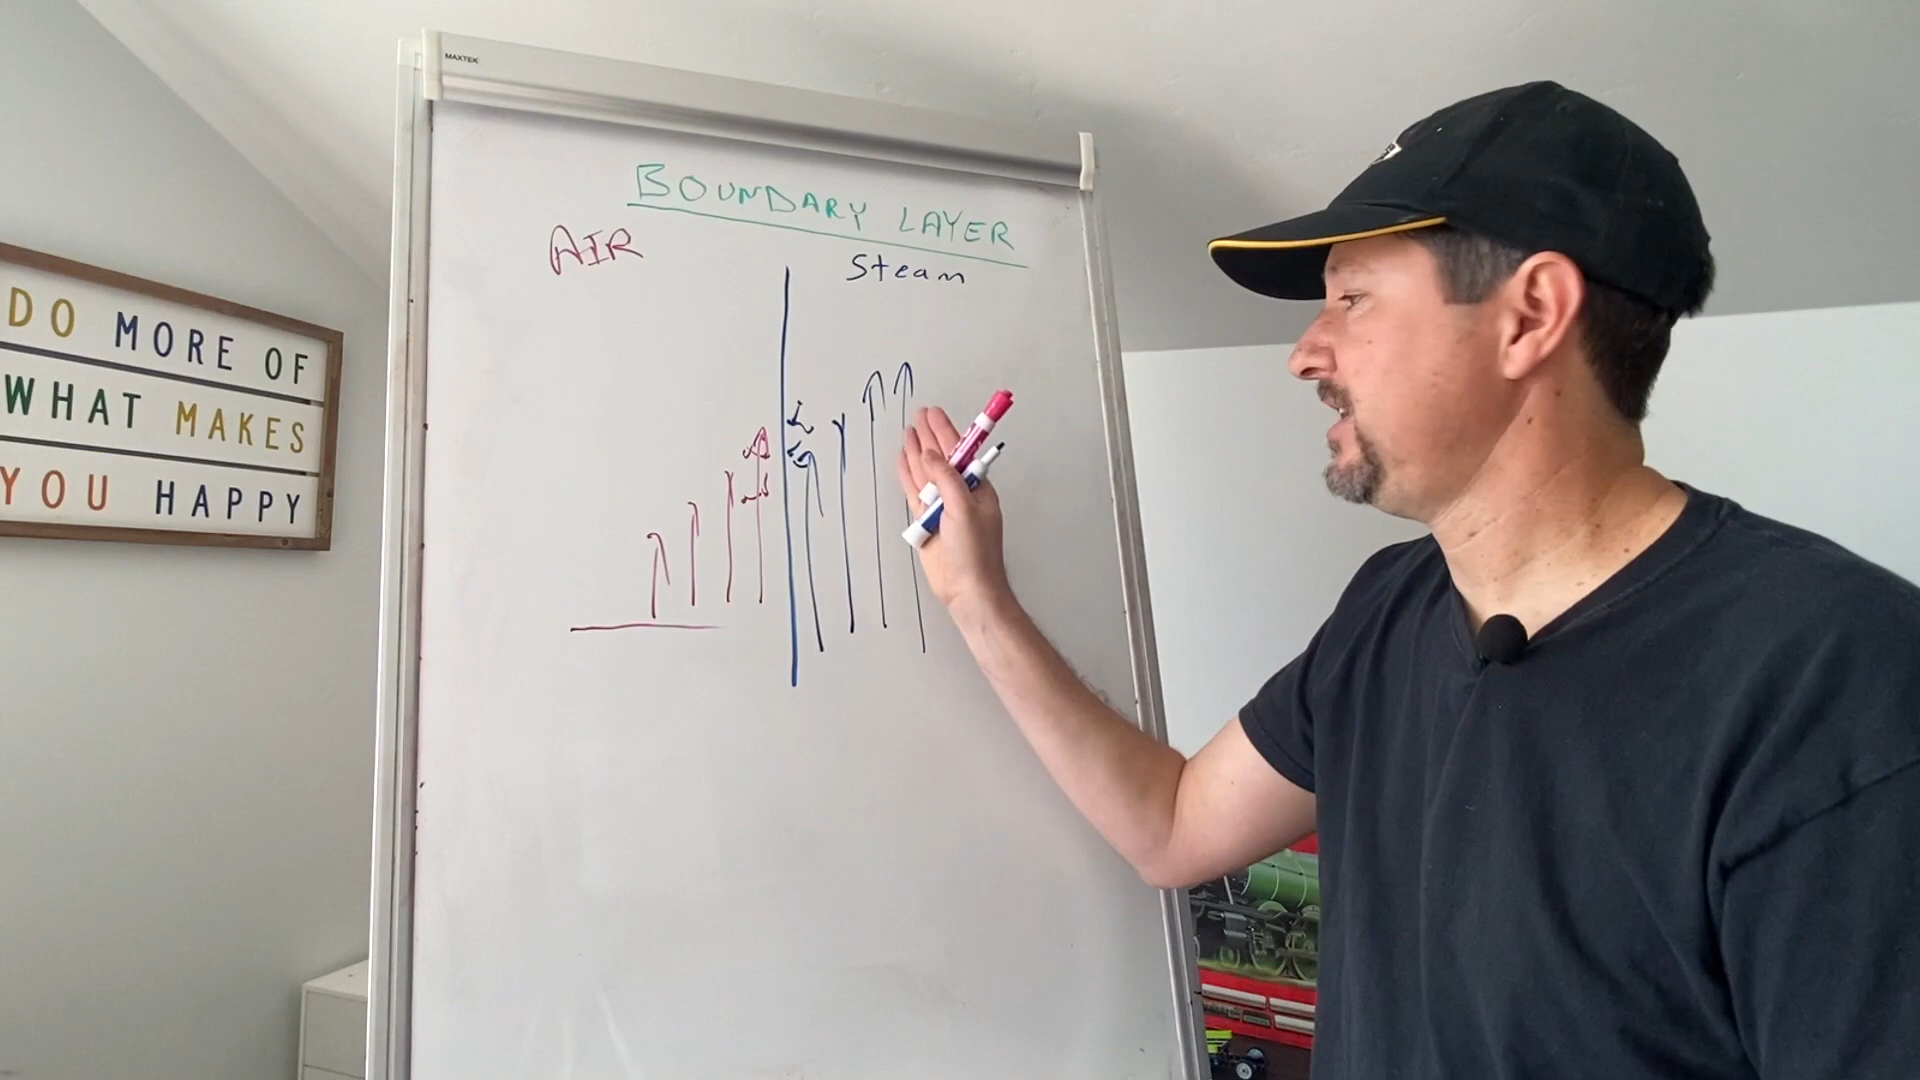 MAXTEK
BOUNDARY LAYER
AIR
Steam
DO MORE OF
WHAT MAKES
YOU HAPPY